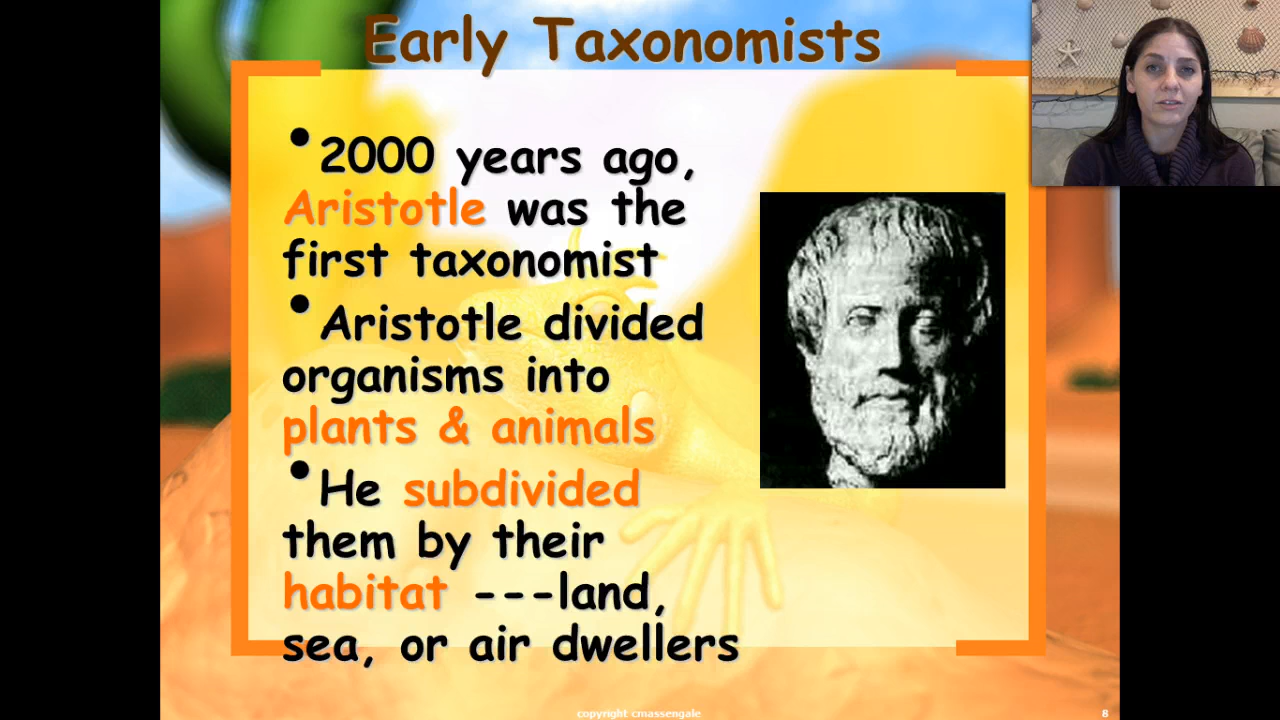 Early Taxonomists
•2000 years ago,
Aristotle was the
first taxonomist
•Aristotle divided
organisms into
plants & animals
•He subdivided
them by their
habitat ---land,
sea, or air dwellers
copyright cmassengale
8